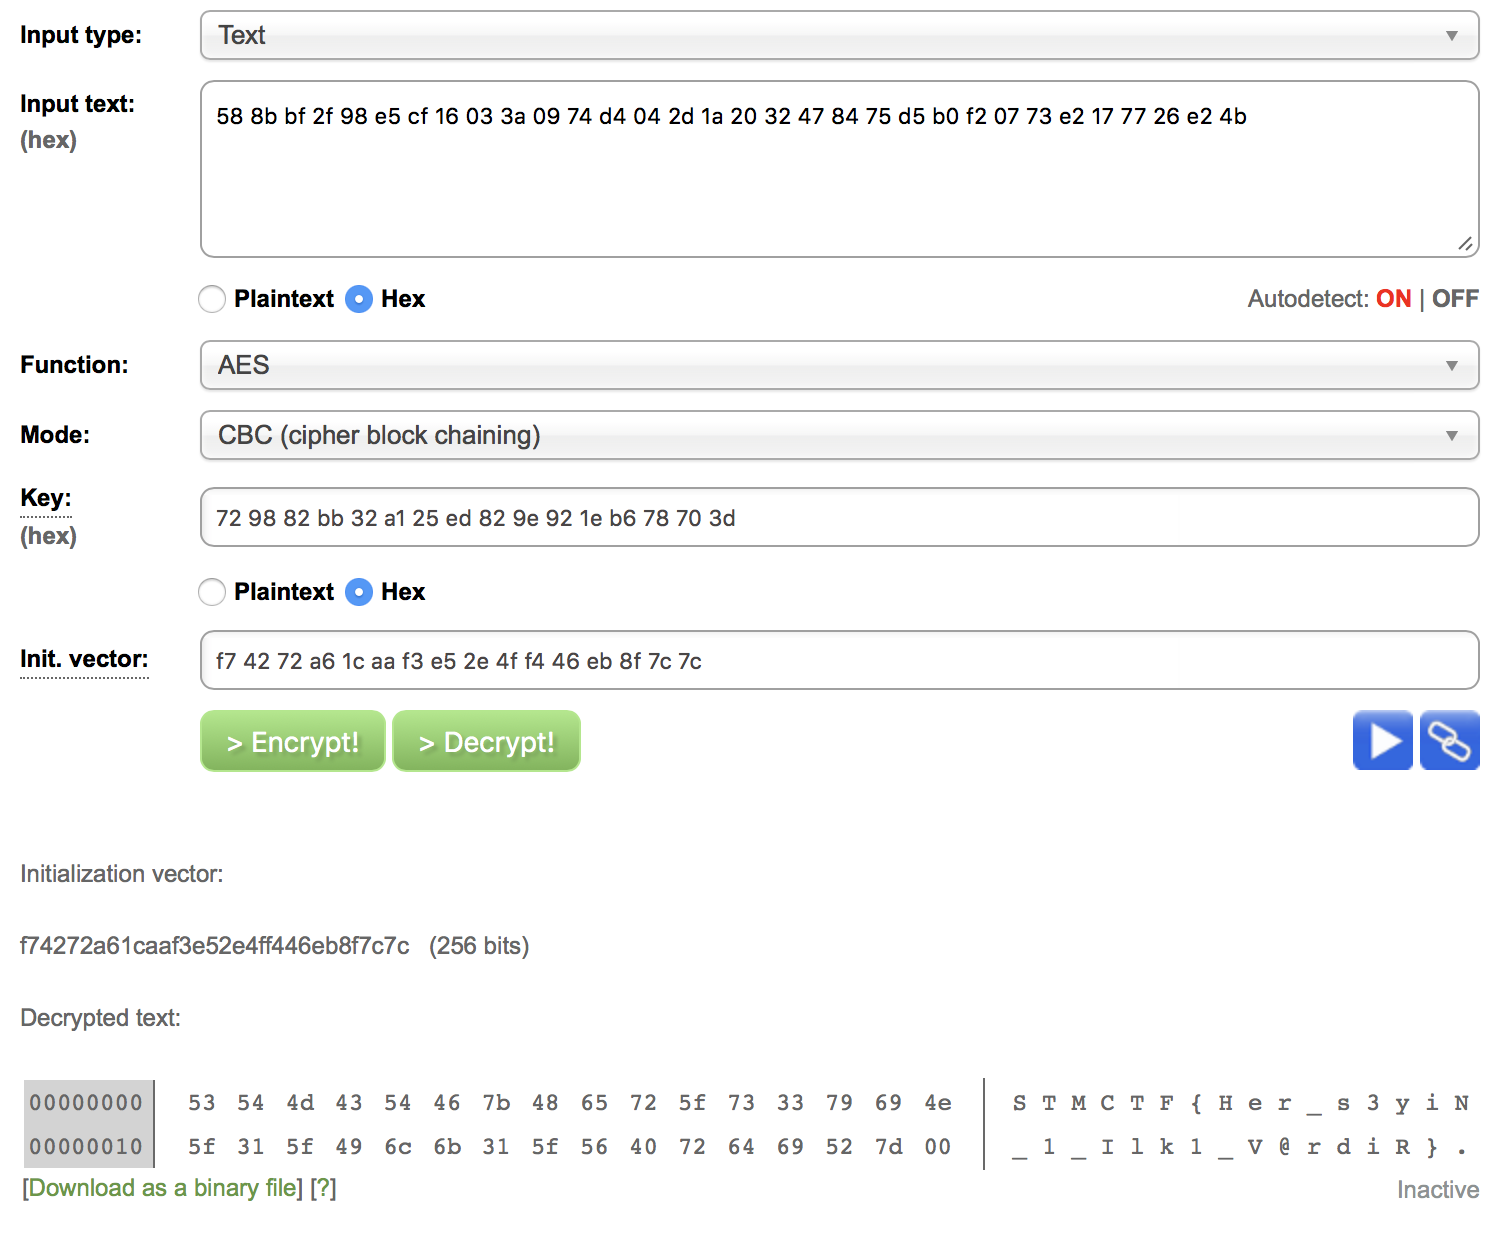 Input type: Text
Input text: (hex) 58 8b bf 2f 98 e5 cf 16 03 3a 09 74 d4 04 2d 1a 20 32 47 84 75 d5 b0 f2 07 73 e2 17 77 26 e2 4b
Plaintext Hex Autodetect: ON | OFF
Function: AES
Mode: CBC (cipher block chaining)
Key: (hex) 72 98 82 bb 32 a1 25 ed 82 9e 92 1e b6 78 70 3d
Plaintext Hex
Init. vector: f7 42 72 a6 1c aa f3 e5 2e 4f f4 46 eb 8f 7c 7c
> Encrypt! > Decrypt!
Initialization vector:
f74272a61caaf3e52e4ff446eb8f7c7c (256 bits)
Decrypted text:
00000000 53 54 4d 43 54 46 7b 48 65 72 5f 73 33 79 69 4e S T M C T F { H e r _ s 3 y i N
00000010 5f 31 5f 49 6c 6b 31 5f 56 40 72 64 69 52 7d 00 _ 1 _ I l k 1 _ V @ r d i R } .
[Download as a binary file] [?] Inactive